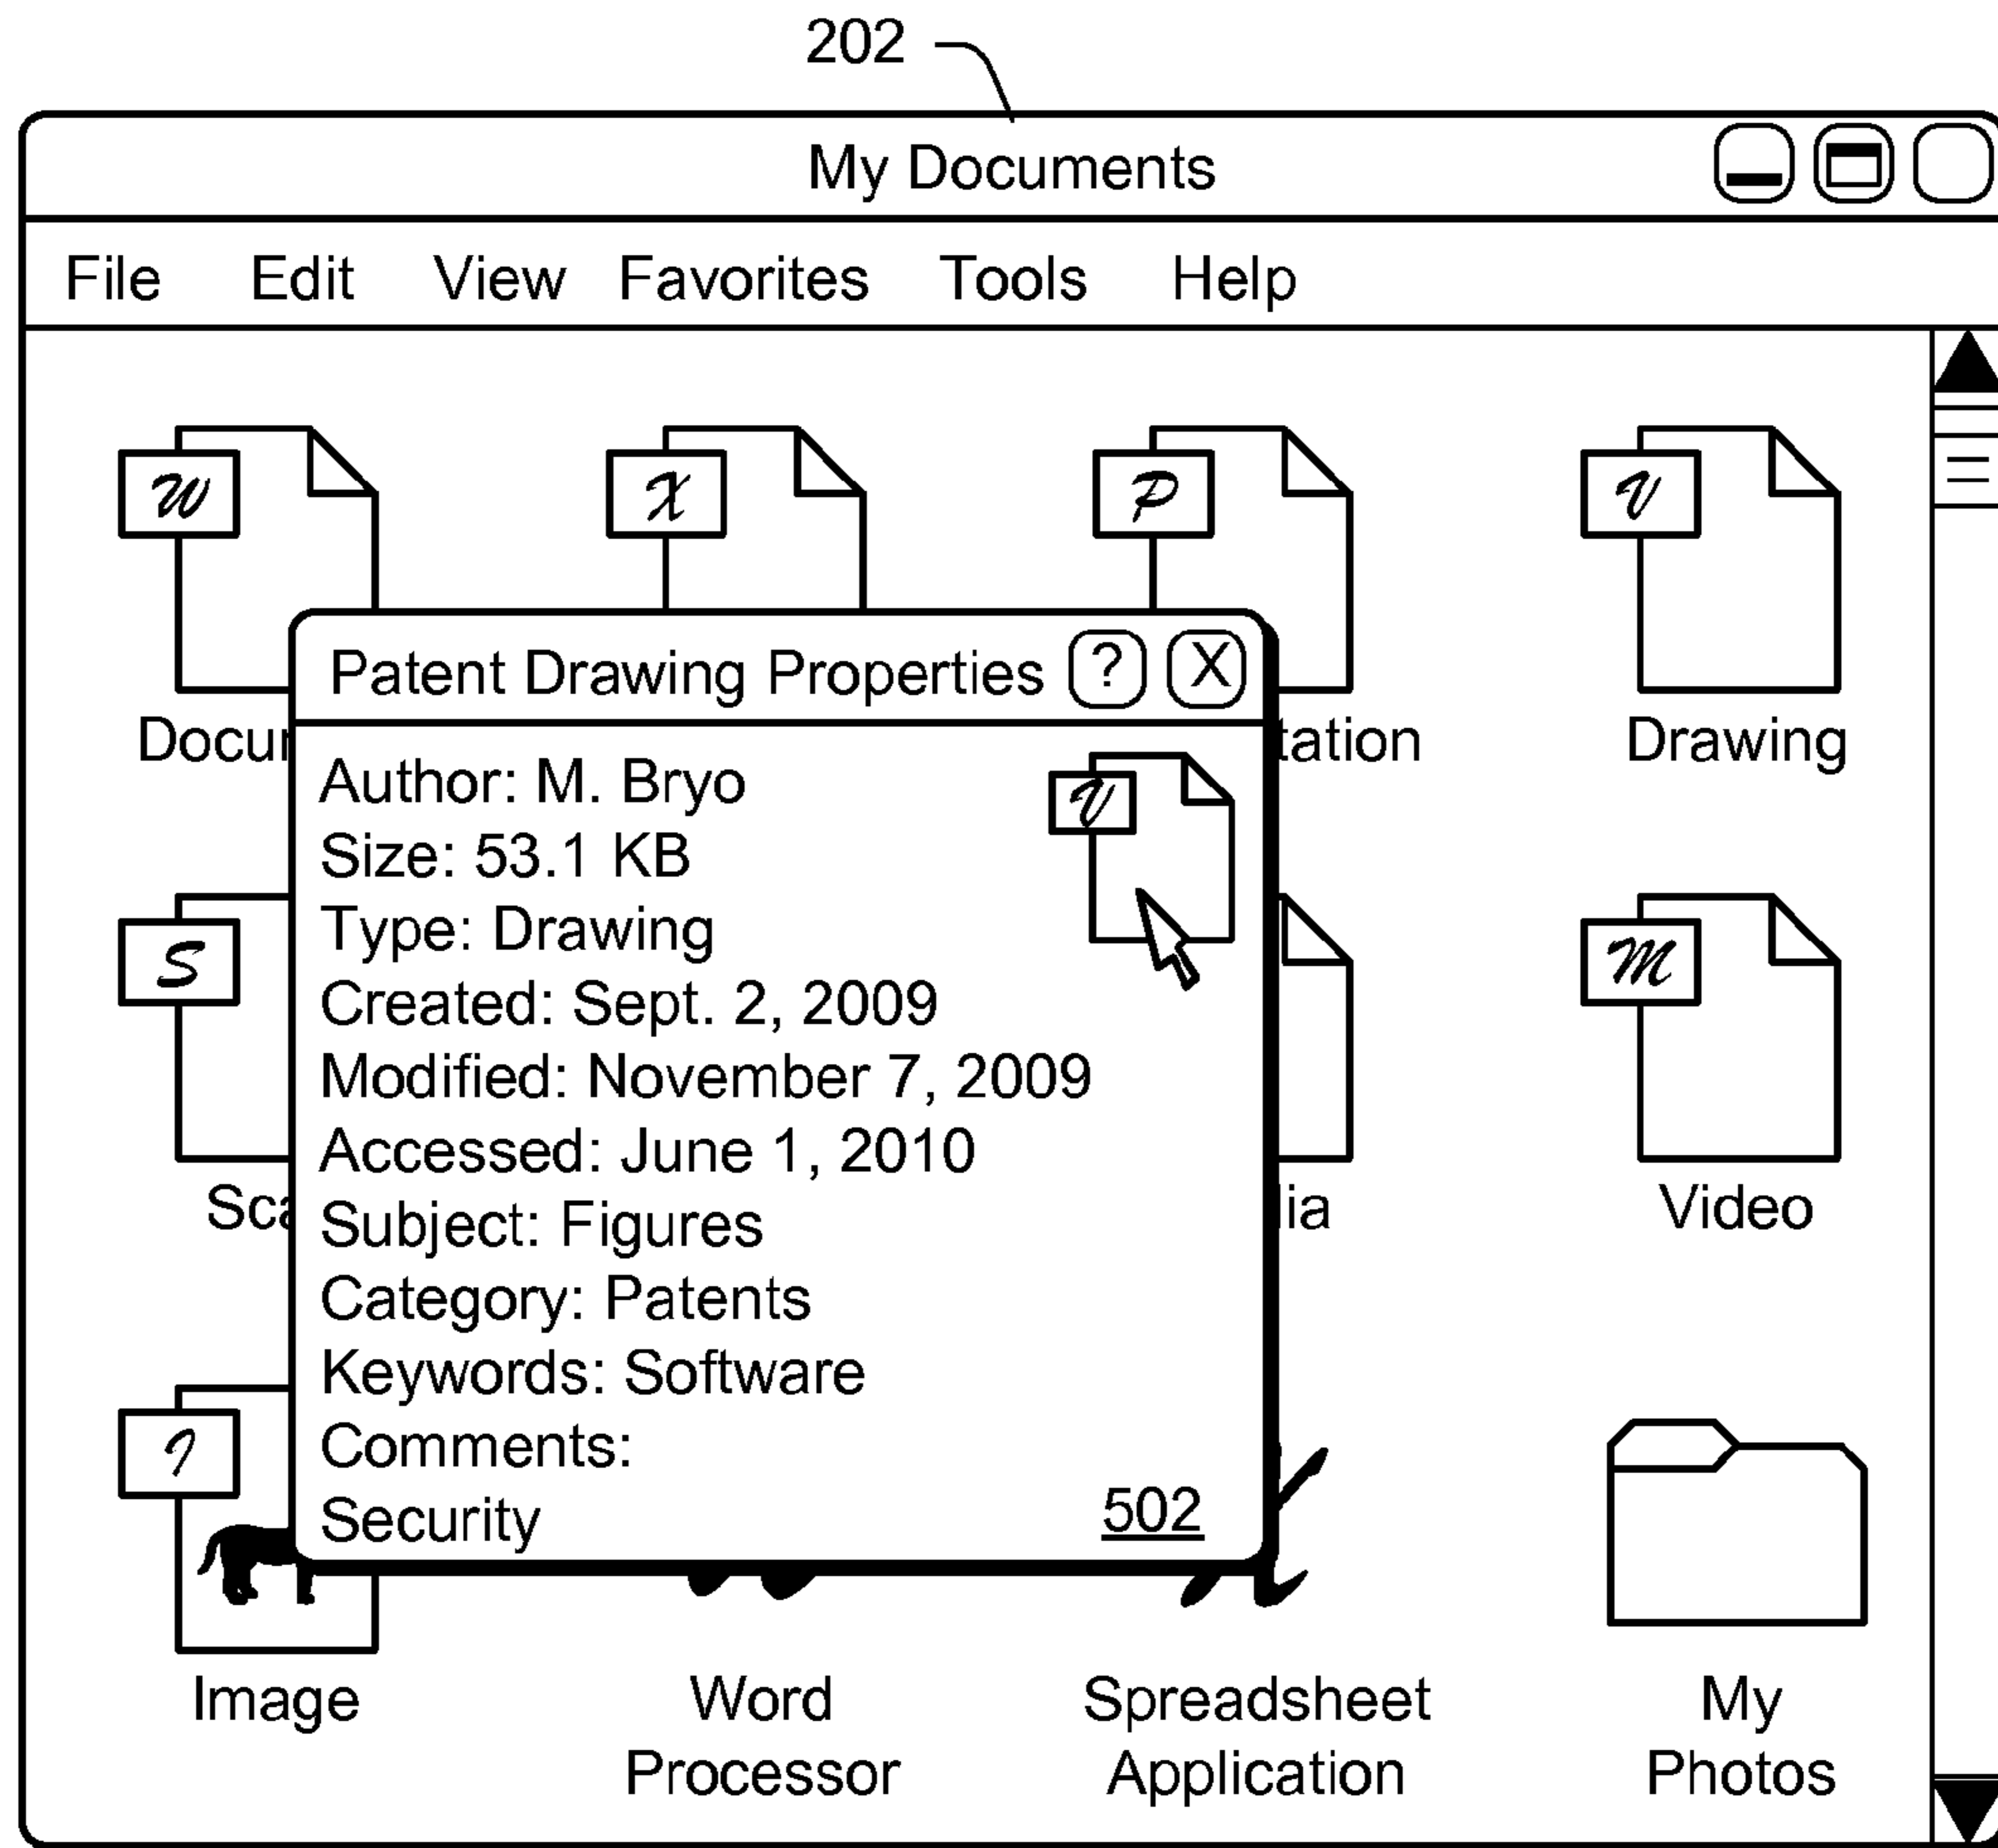 202
My Documents
File Edit View Favorites Tools Help
W X P V
Patent Drawing Properties ? X
Drawing
Author: M. Bryo
V
Size: 53.1 KB
Type: Drawing
Created: Sept. 2, 2009
S M
Modified: November 7, 2009
Accessed: June 1, 2010
Subject: Figures
Video
Category: Patents
Keywords: Software
Comments:
I
Security 502
Image Word Spreadsheet My
Processor Application Photos